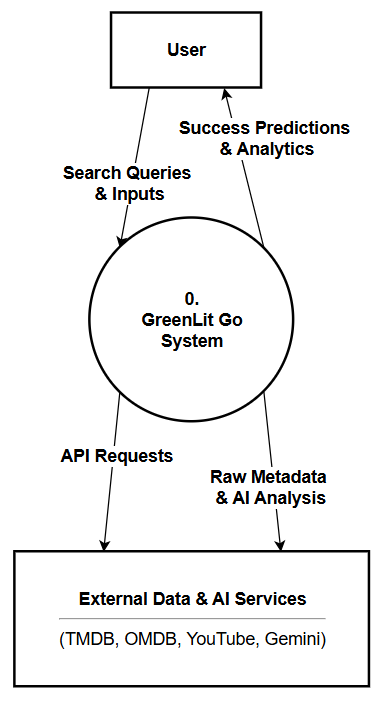 User
Success Predictions
& Analytics
Search Queries
& Inputs
0.
GreenLit Go
System
API Requests
Raw Metadata
& AI Analysis
External Data & AI Services
(TMDB, OMDB, YouTube, Gemini)